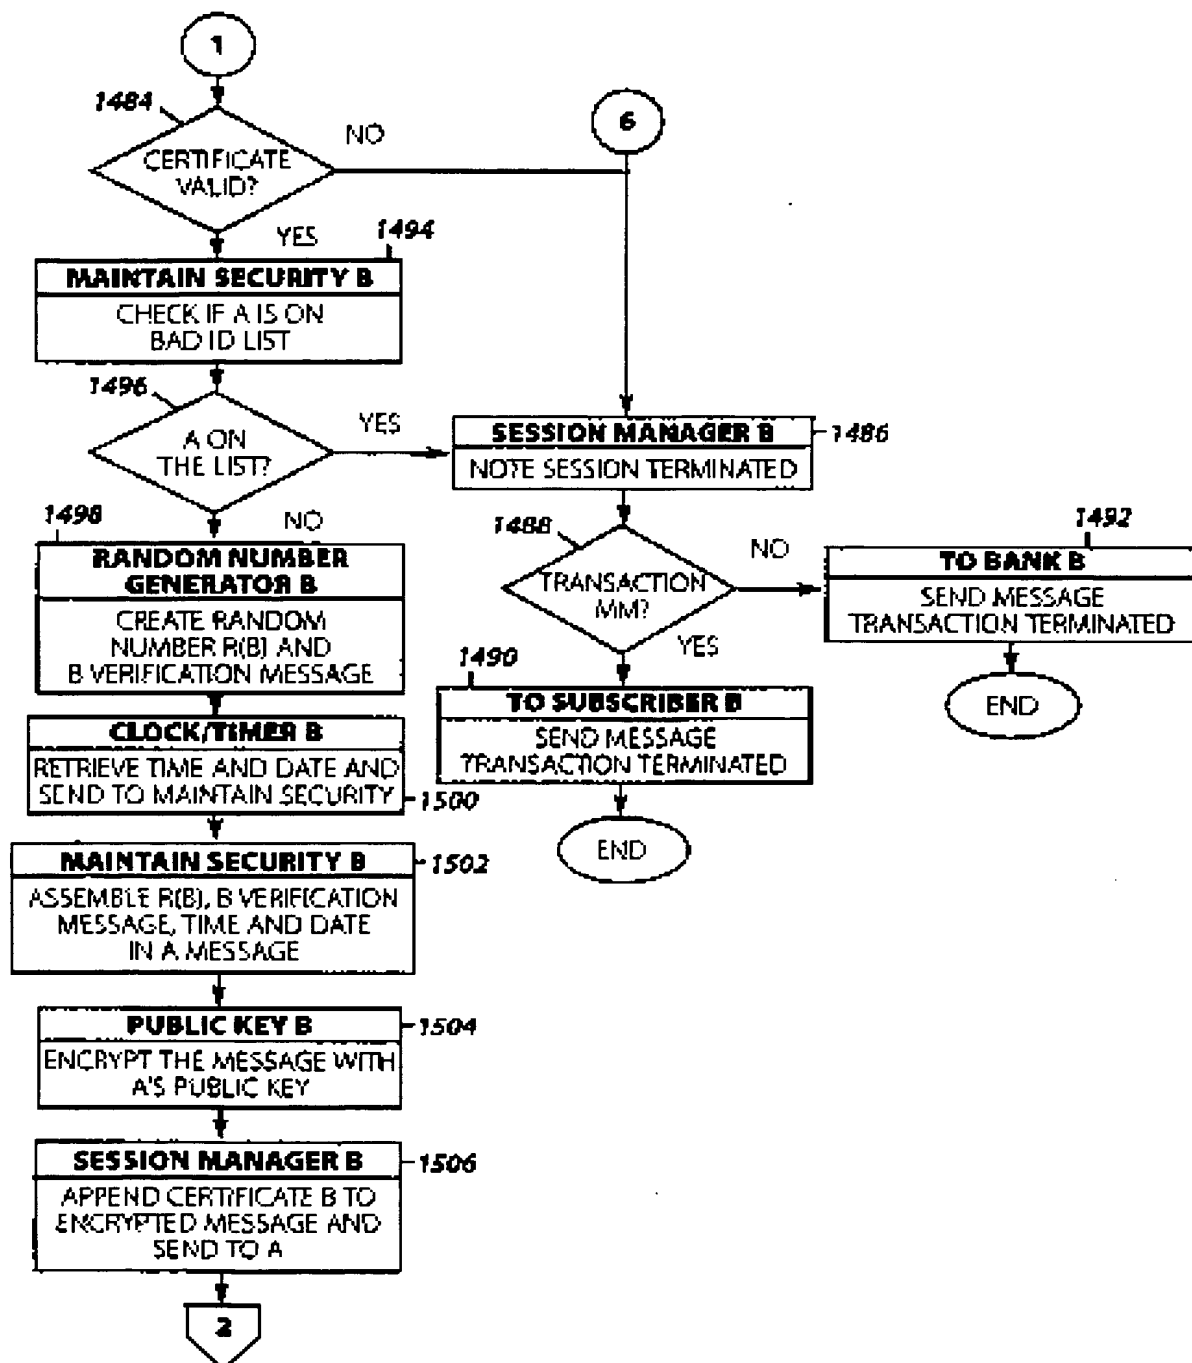 1
1484
CERTIFICATE
VALID?
NO
6
YES
1494
MAINTAIN SECURITY B
CHECK IF A IS ON
BAD ID LIST
1496
A ON
THE LIST?
YES
SESSION MANAGER B
1486
NOTE SESSION TERMINATED
1498
NO
RANDOM NUMBER
GENERATOR B
CREATE RANDOM
NUMBER R(B) AND
B VERIFICATION MESSAGE
1488
TRANSACTION
MM?
NO
1492
TO BANK B
SEND MESSAGE
TRANSACTION TERMINATED
END
YES
1490
TO SUBSCRIBER B
SEND MESSAGE
TRANSACTION TERMINATED
END
CLOCK/TIMER B
RETRIEVE TIME AND DATE AND
SEND TO MAINTAIN SECURITY
1500
MAINTAIN SECURITY B
1502
ASSEMBLE R(B), B VERIFICATION
MESSAGE, TIME AND DATE
IN A MESSAGE
PUBLIC KEY B
1504
ENCRYPT THE MESSAGE WITH
A'S PUBLIC KEY
SESSION MANAGER B
1506
APPEND CERTIFICATE B TO
ENCRYPTED MESSAGE AND
SEND TO A
2